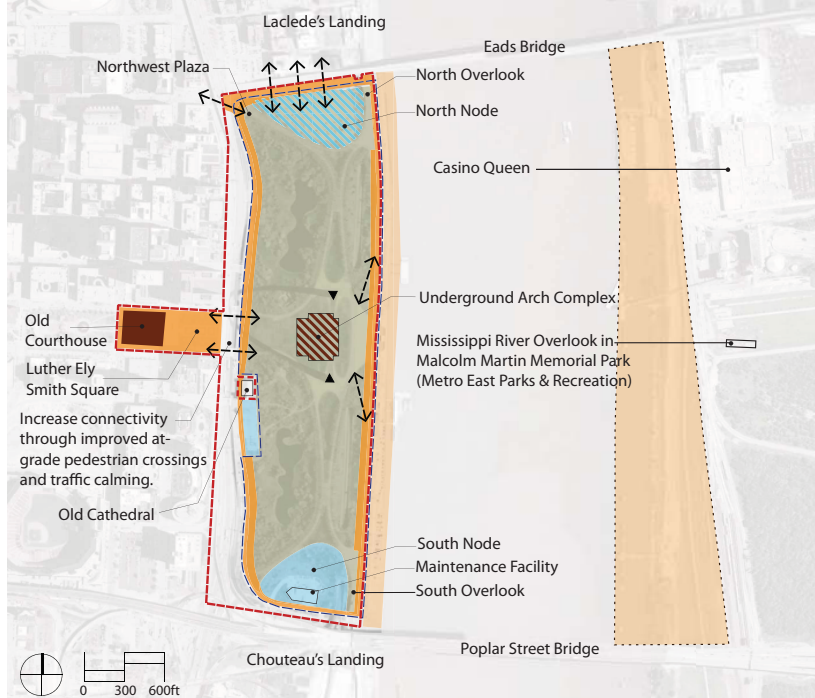 Laclede's Landing
Eads Bridge
Northwest Plaza
North Overlook
North Node
Casino Queen
Underground Arch Complex
Old
Courthouse
Mississippi River Overlook in
Malcolm Martin Memorial Park
(Metro East Parks & Recreation)
Luther Ely
Smith Square
Increase connectivity
through improved at-
grade pedestrian crossings
and traffic calming.
Old Cathedral
South Node
Maintenance Facility
South Overlook
Poplar Street Bridge
Chouteau's Landing
0 300 600ft